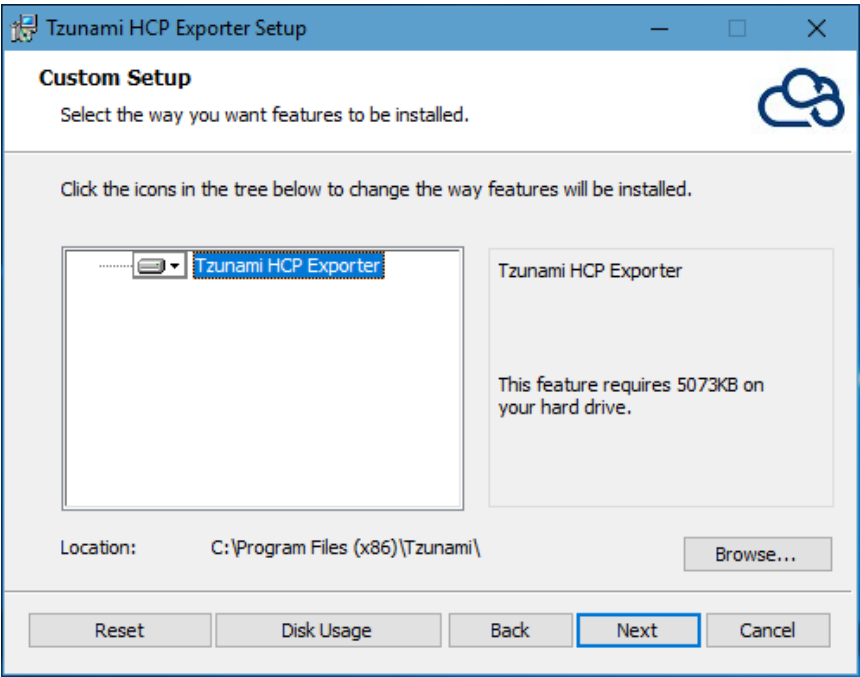 Tzunami HCP Exporter Setup
Custom Setup
Select the way you want features to be installed.
Click the icons in the tree below to change the way features will be installed.
Tzunami HCP Exporter
Tzunami HCP Exporter
This feature requires 5073KB on
your hard drive.
Location: C:\Program Files (x86)\Tzunami\
Browse...
Reset Disk Usage Back Next Cancel